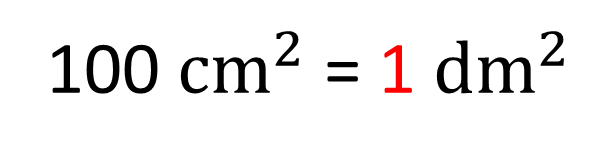 100 cm² = 1 dm²